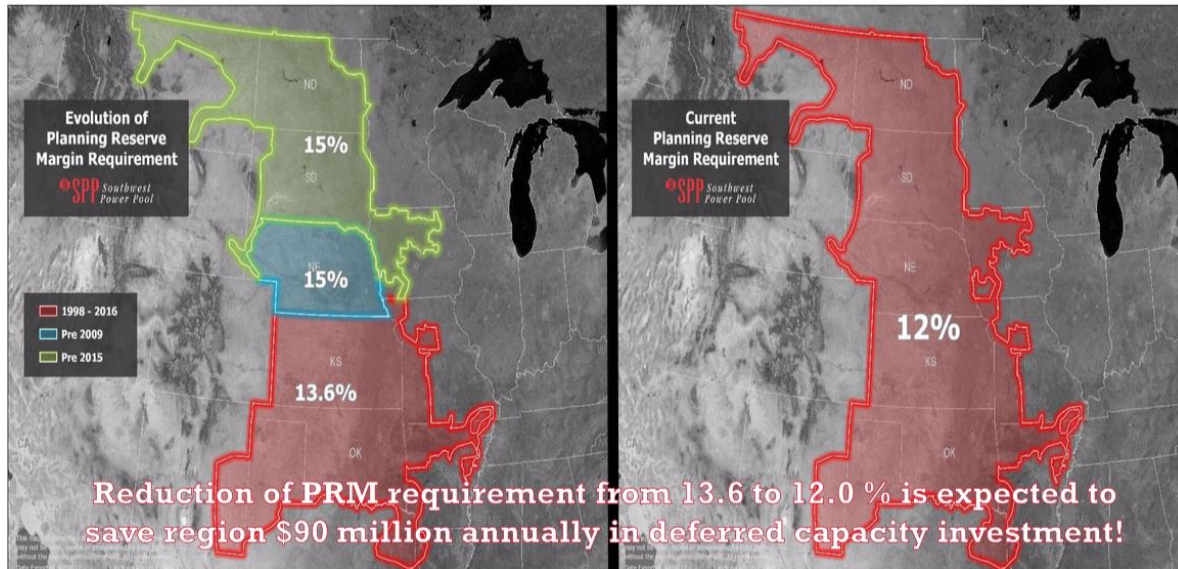 Evolution of
Planning Reserve
Margin Requirement
SPP Southwest
Power Pool
ND
15%
SD
NE
15%
1998 - 2016
Pre 2009
Pre 2015
KS
13.6%
OK
CA
Current
Planning Reserve
Margin Requirement
SPP Southwest
Power Pool
ND
SD
NE
12%
KS
OK
CA
Reduction of PRM requirement from 13.6 to 12.0 % is expected to
save region $90 million annually in deferred capacity investment!